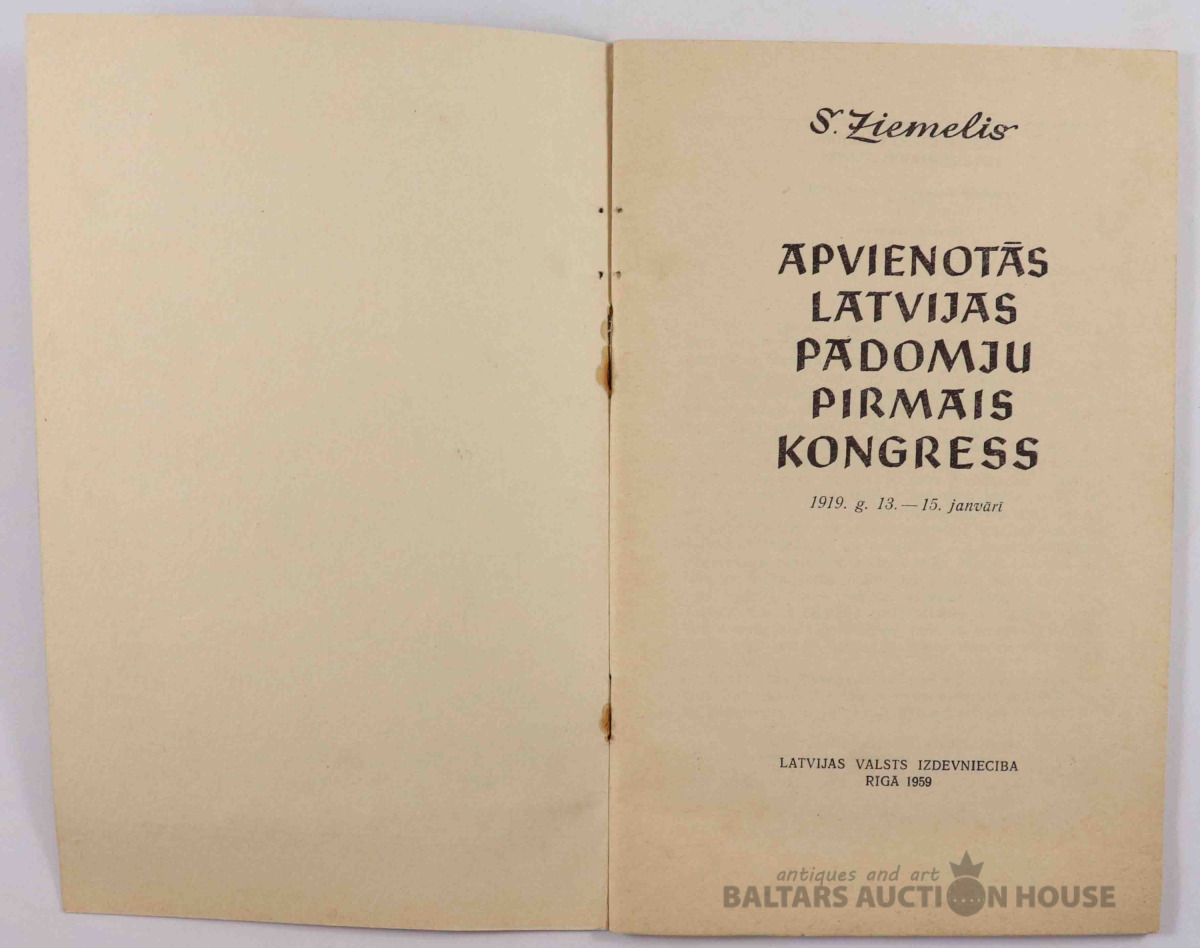 S. Ziemelis
APVIENOTĀS
LATVIJAS
PADOMJU
PIRMAIS
KONGRESS
1919. g. 13. — 15. janvārī
LATVIJAS VALSTS IZDEVNIECĪBA
RĪGĀ 1959
antiques and art
BALTARS AUCTION HOUSE